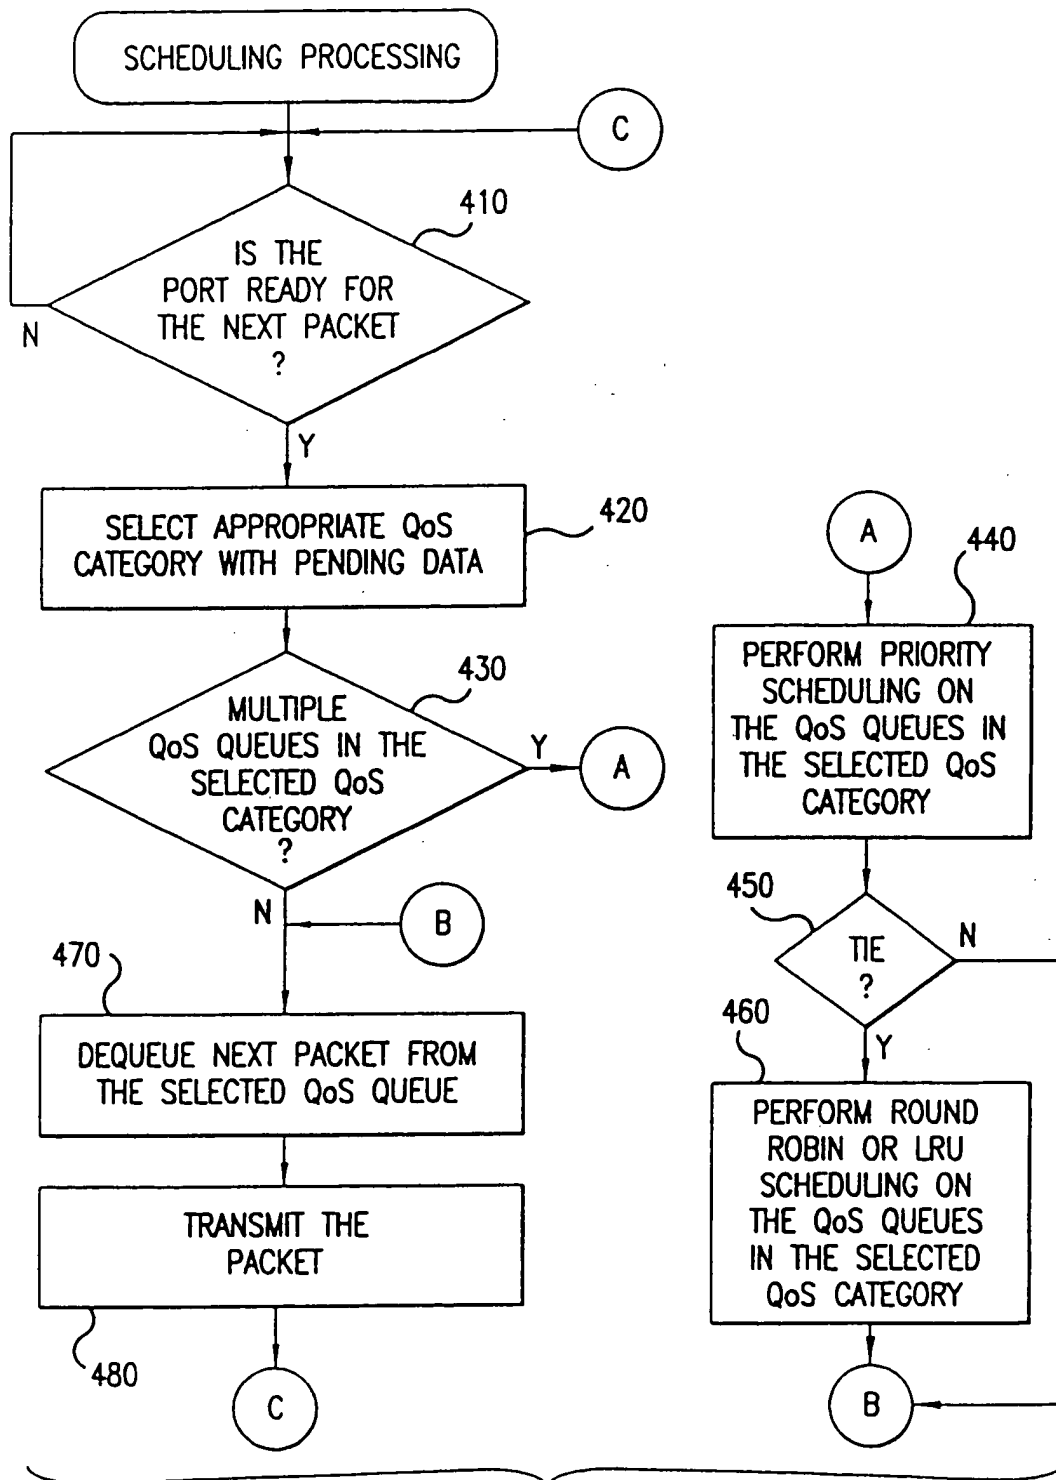 SCHEDULING PROCESSING
C
410
IS THE
PORT READY FOR
THE NEXT PACKET
?
N
Y
420
SELECT APPROPRIATE QoS
CATEGORY WITH PENDING DATA
430
MULTIPLE
QoS QUEUES IN THE
SELECTED QoS
CATEGORY
?
Y
A
N
B
470
DEQUEUE NEXT PACKET FROM
THE SELECTED QoS QUEUE
TRANSMIT THE
PACKET
480
C
A
440
PERFORM PRIORITY
SCHEDULING ON
THE QoS QUEUES IN
THE SELECTED QoS
CATEGORY
450
TIE
?
N
Y
460
PERFORM ROUND
ROBIN OR LRU
SCHEDULING ON
THE QoS QUEUES
IN THE SELECTED
QoS CATEGORY
B